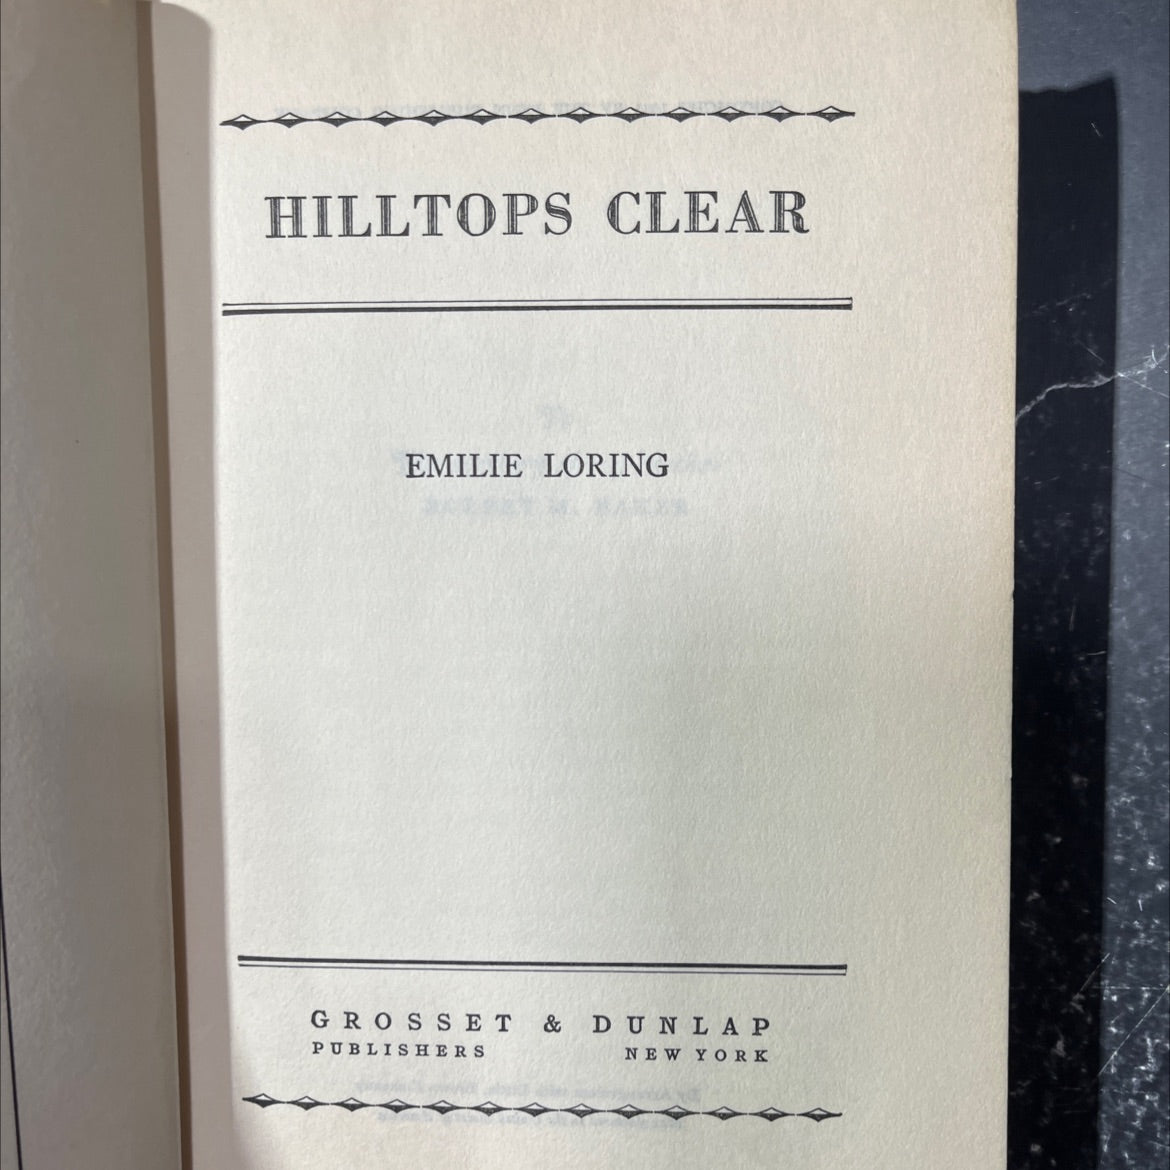 HILLTOPS CLEAR
EMILIE LORING
GROSSET & DUNLAP
PUBLISHERS NEW YORK